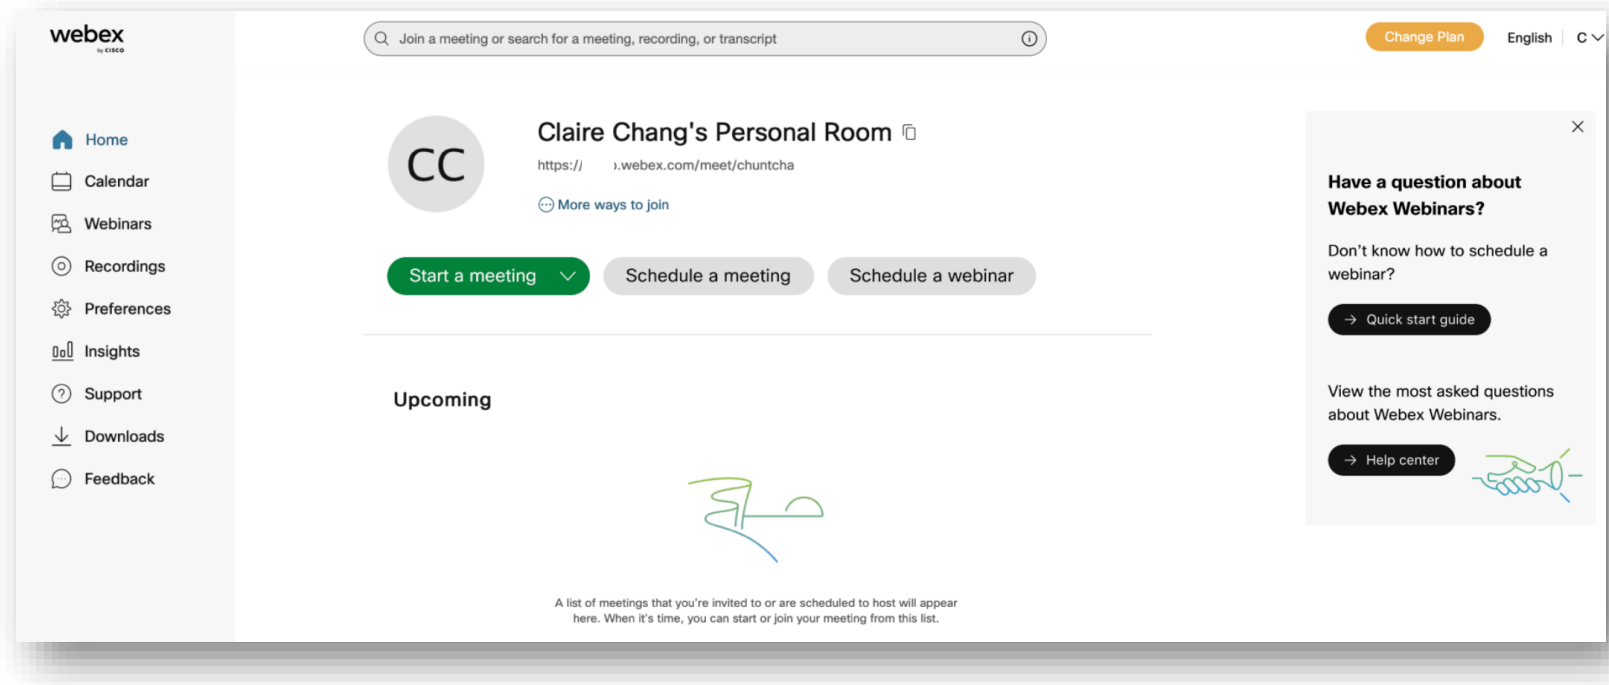 webex
by CISCO
Join a meeting or search for a meeting, recording, or transcript
Change Plan
English
C
Home
Calendar
Webinars
Recordings
Preferences
Insights
Support
Downloads
Feedback
CC
Claire Chang's Personal Room
https:// .webex.com/meet/chuntcha
More ways to join
Start a meeting
Schedule a meeting
Schedule a webinar
Upcoming
A list of meetings that you're invited to or are scheduled to host will appear
here. When it's time, you can start or join your meeting from this list.
Have a question about
Webex Webinars?
Don't know how to schedule a
webinar?
→ Quick start guide
View the most asked questions
about Webex Webinars.
→ Help center